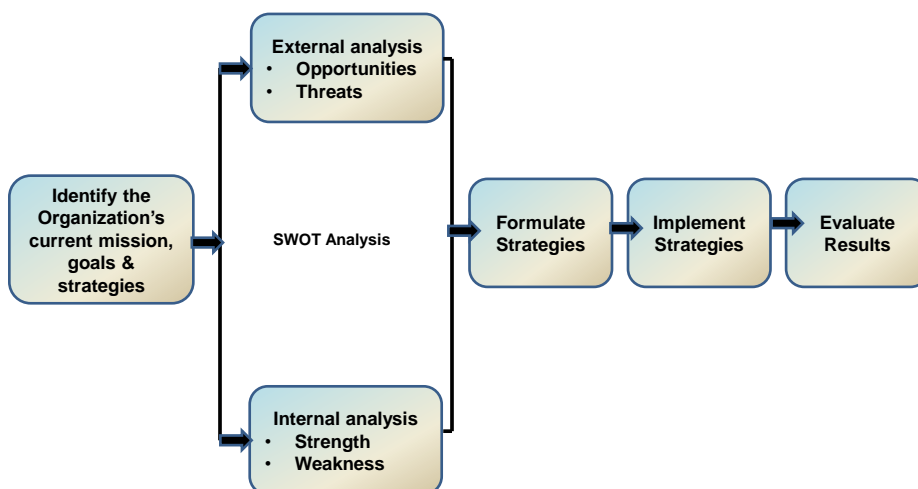 External analysis
• Opportunities
• Threats
Identify the
Organization’s
current mission,
goals &
strategies
SWOT Analysis
Formulate
Strategies
Implement
Strategies
Evaluate
Results
Internal analysis
• Strength
• Weakness